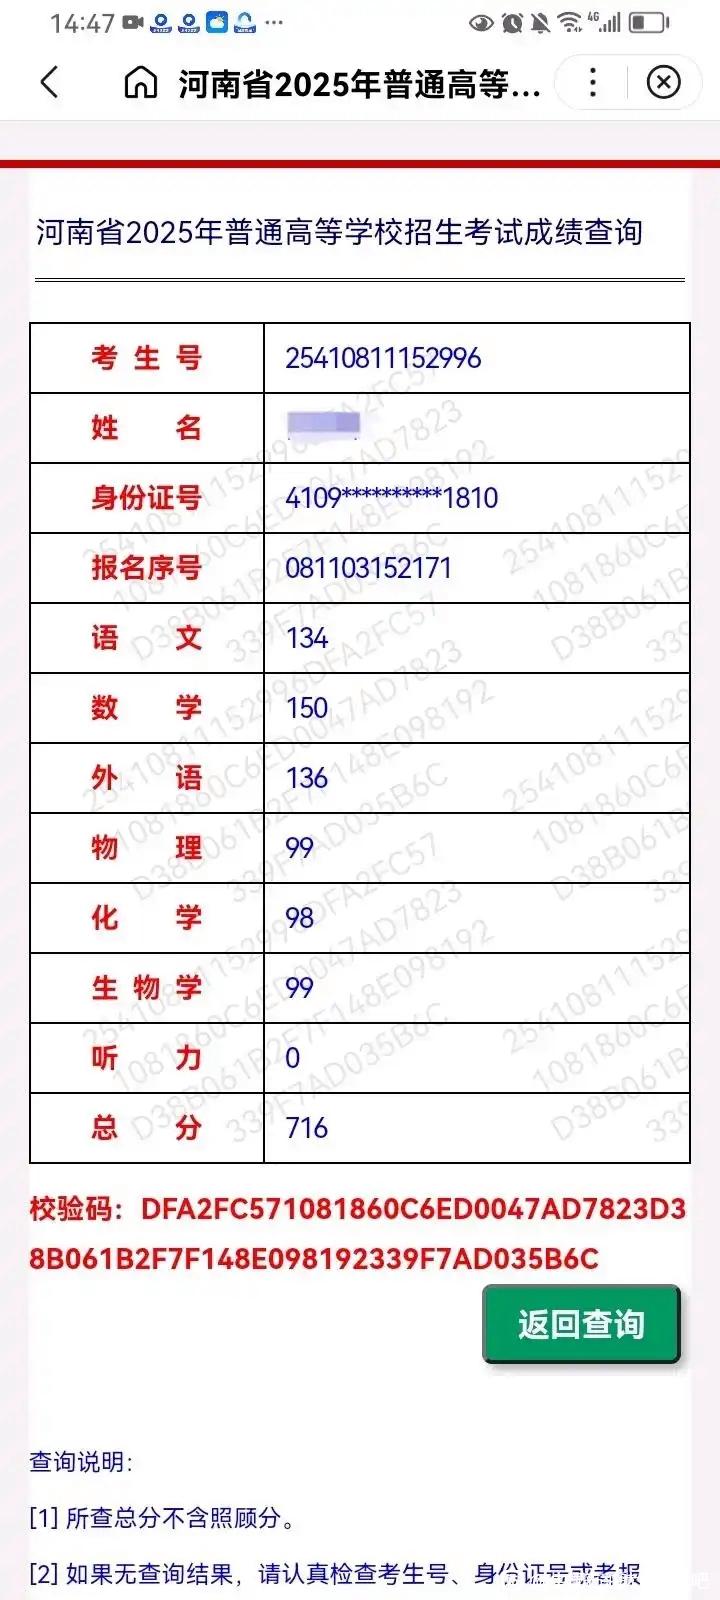 14:47
4G
河南省2025年普通高等...
河南省2025年普通高等学校招生考试成绩查询
考生号 25410811152996
姓名
身份证号 4109**********1810
报名序号 081103152171
语文 134
数学 150
外语 136
物理 99
化学 98
生物学 99
听力 0
总分 716
校验码：DFA2FC571081860C6ED0047AD7823D3
8B061B2F7F148E098192339F7AD035B6C
返回查询
查询说明:
[1] 所查总分不含照顾分。
[2] 如果无查询结果，请认真检查考生号、身份证号或考报